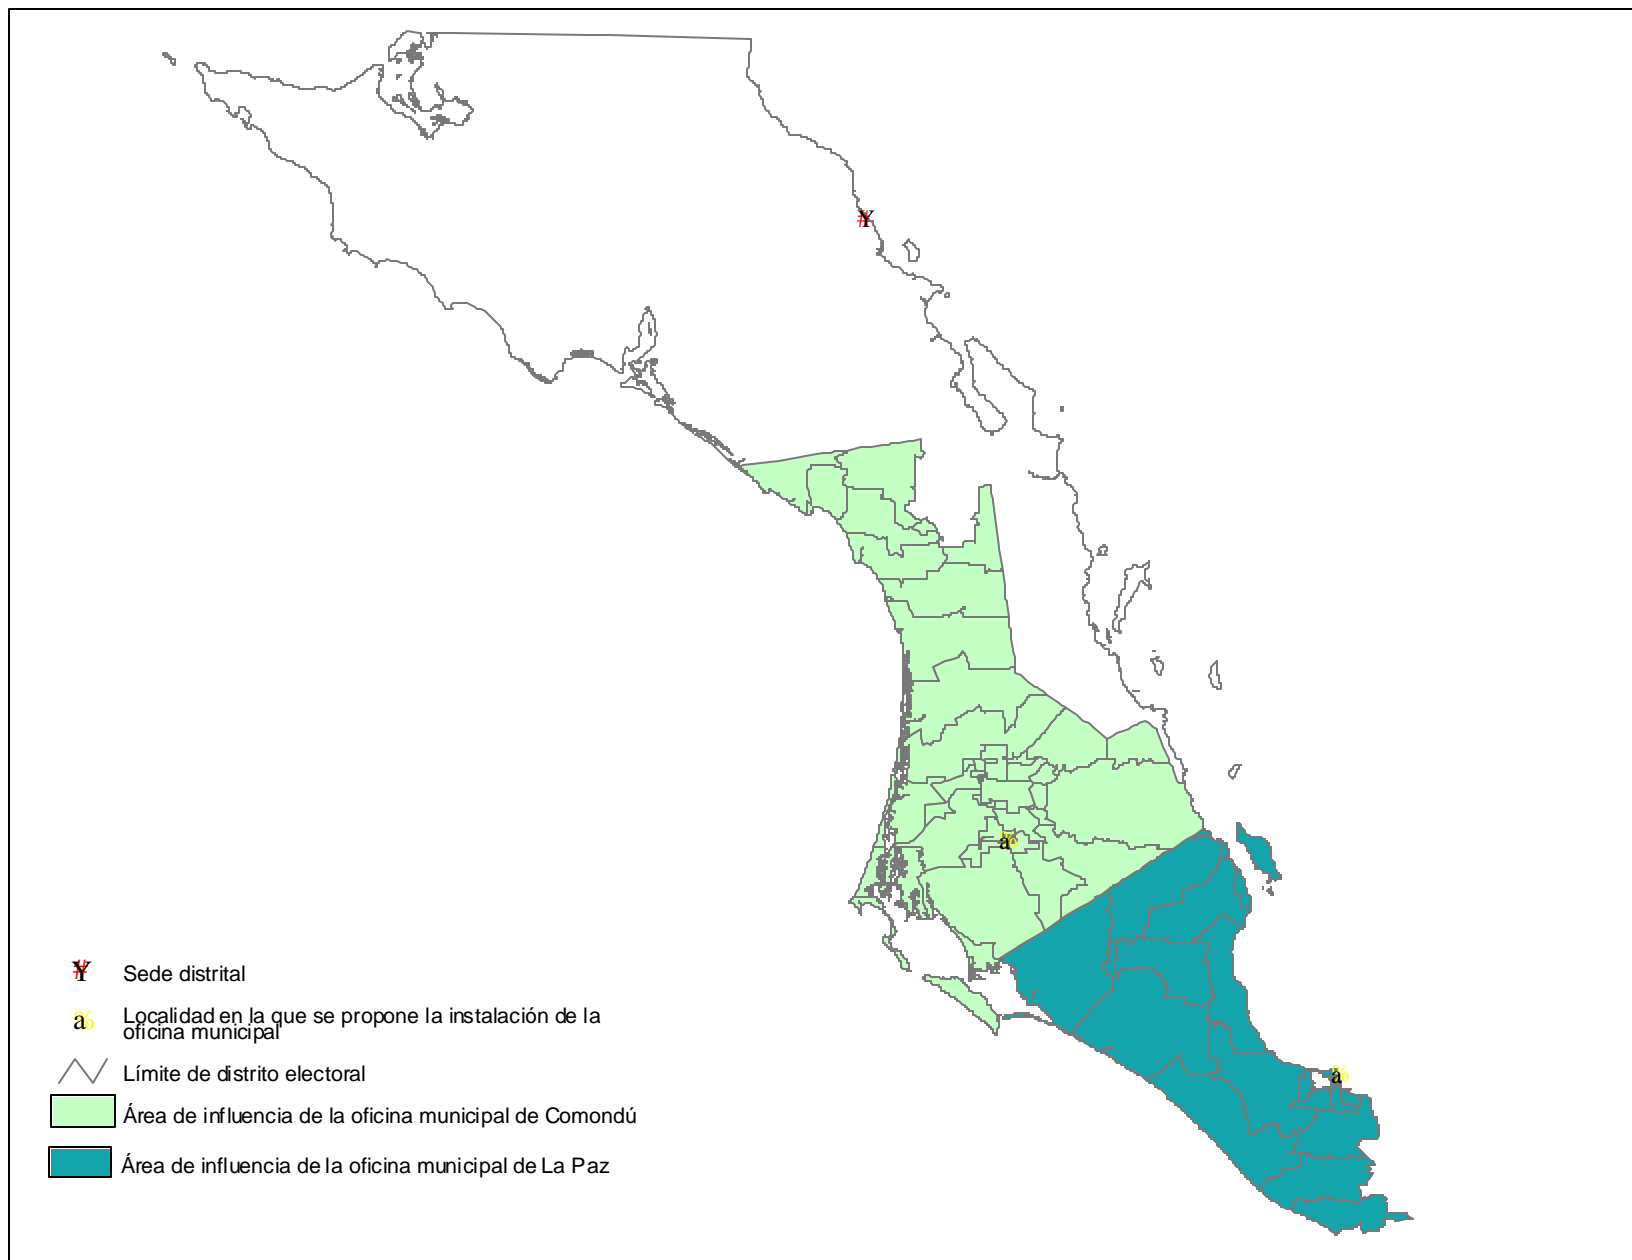 Sede distrital
a% Localidad en la que se propone la instalación de la
oficina municipal
Límite de distrito electoral
Área de influencia de la oficina municipal de Comondú
Área de influencia de la oficina municipal de La Paz
a%
a%